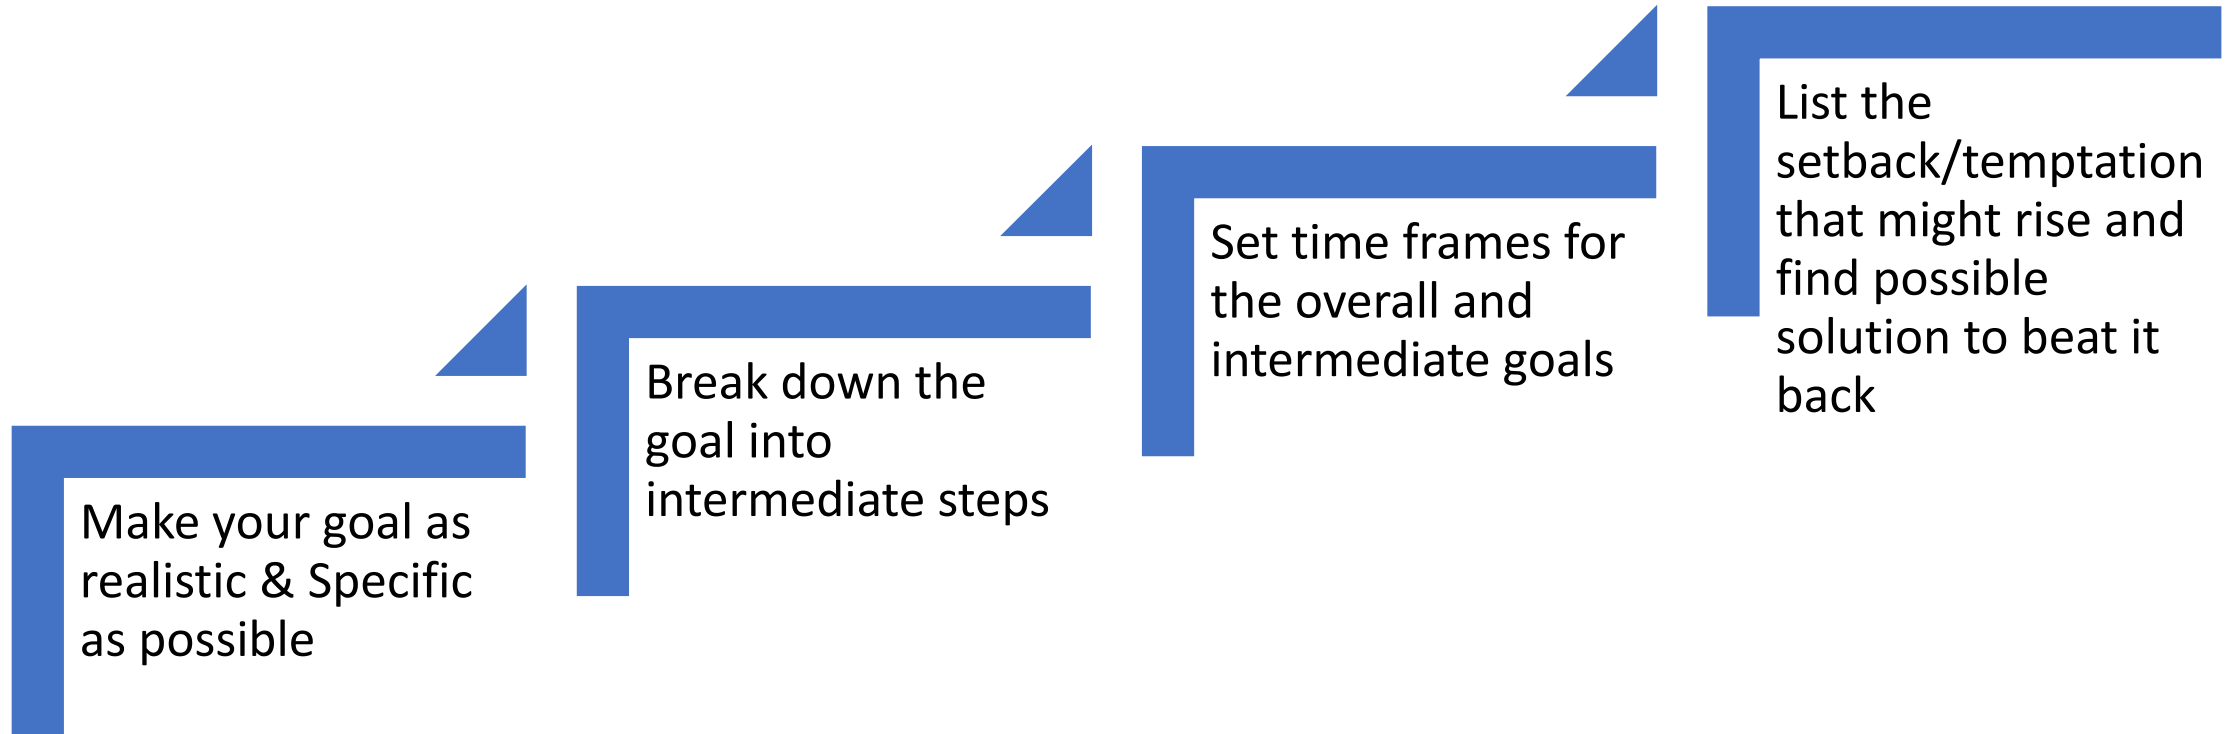 Make your goal as
realistic & Specific
as possible
Break down the
goal into
intermediate steps
Set time frames for
the overall and
intermediate goals
List the
setback/temptation
that might rise and
find possible
solution to beat it
back